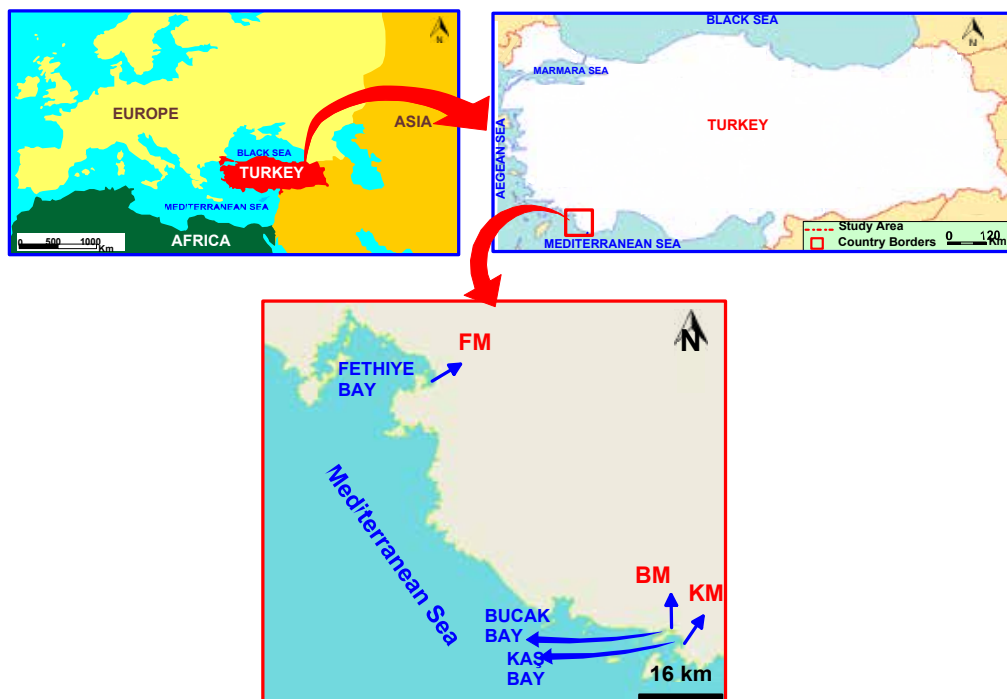 N
EUROPE
ASIA
BLACK SEA
TURKEY
MEDITERRANEAN SEA
AFRICA
0 500 1000
Km
BLACK SEA
N
MARMARA SEA
TURKEY
AEGEAN SEA
MEDITERRANEAN SEA
Study Area
Country Borders
0 120
Km
FM
N
FETHIYE
BAY
Mediterranean Sea
BM
KM
BUCAK
BAY
KAŞ
BAY
16 km